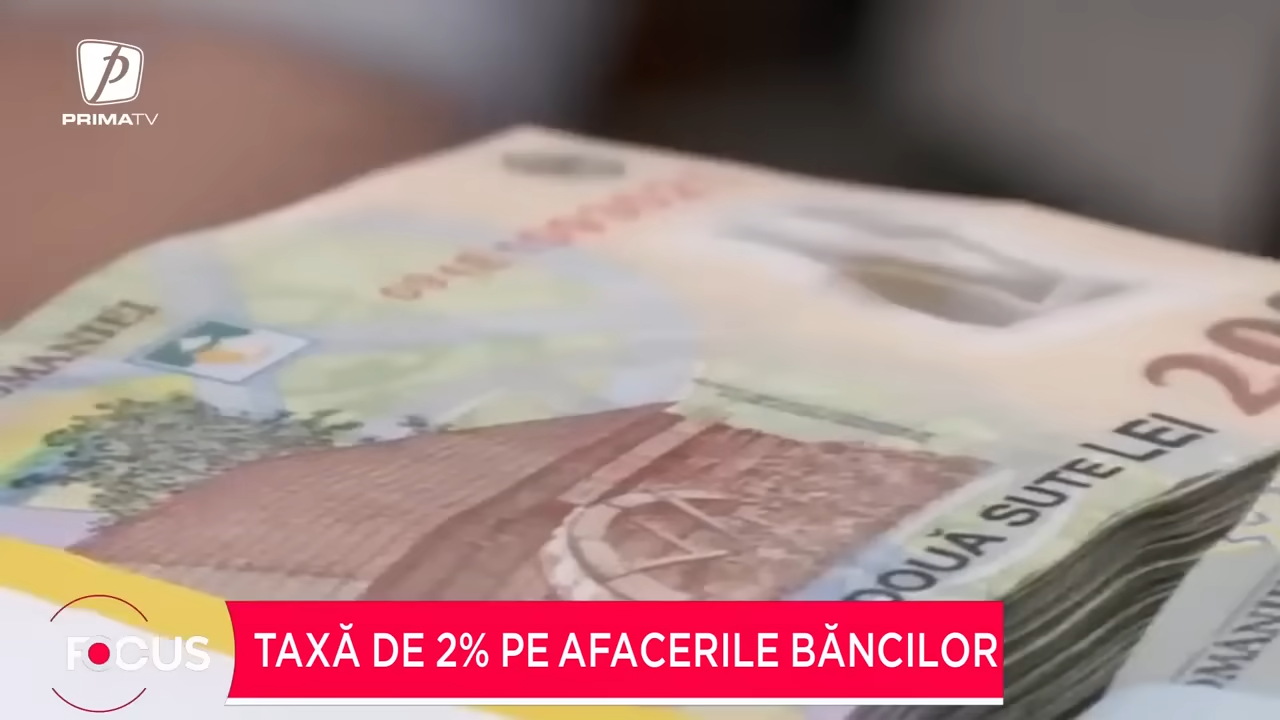 PRIMATV
DOUĂ SUTE LEI
FOCUS
TAXĂ DE 2% PE AFACERILE BĂNCILOR